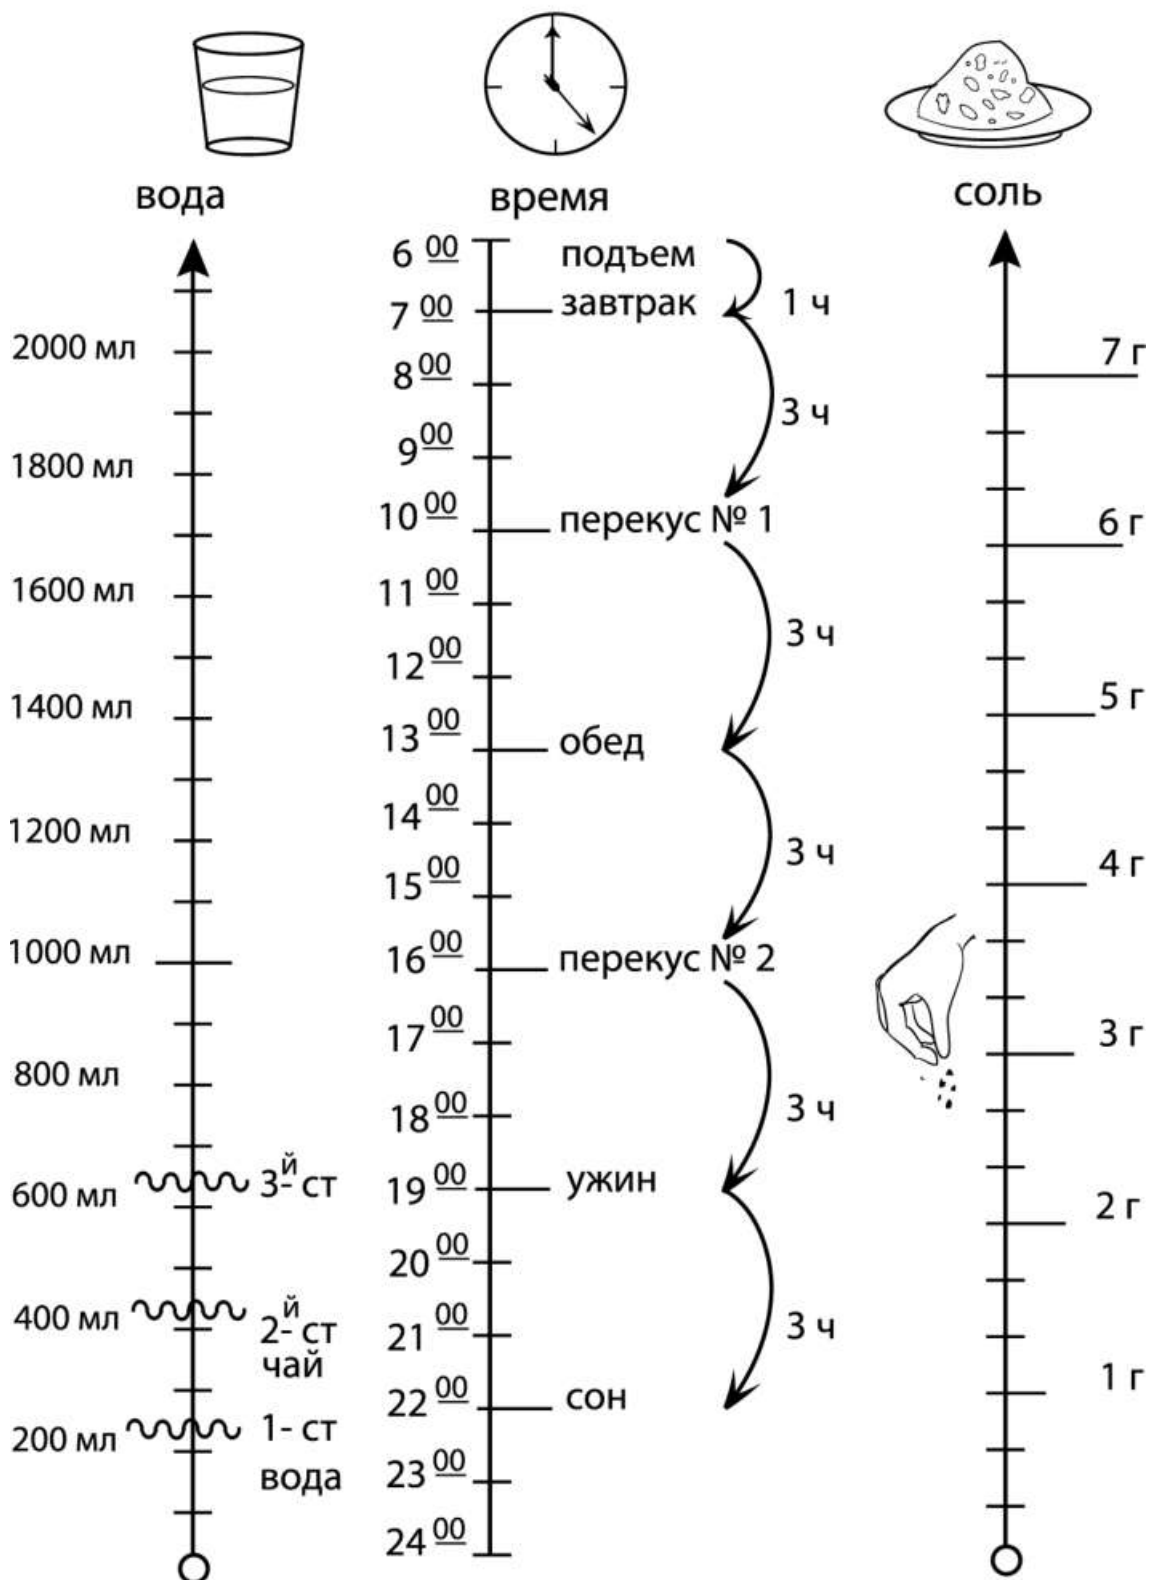 вода
время
соль
6 00
подъем
7 00
завтрак
1 ч
2000 мл
7 г
8 00
3 ч
9 00
1800 мл
10 00
перекус № 1
6 г
1600 мл
11 00
3 ч
12 00
1400 мл
5 г
13 00
обед
14 00
1200 мл
3 ч
4 г
15 00
1000 мл
16 00
перекус № 2
17 00
3 г
800 мл
18 00
3 ч
600 мл
3-й ст
19 00
ужин
2 г
20 00
400 мл
2-й ст
чай
21 00
3 ч
1 г
22 00
сон
200 мл
1- ст
вода
23 00
24 00